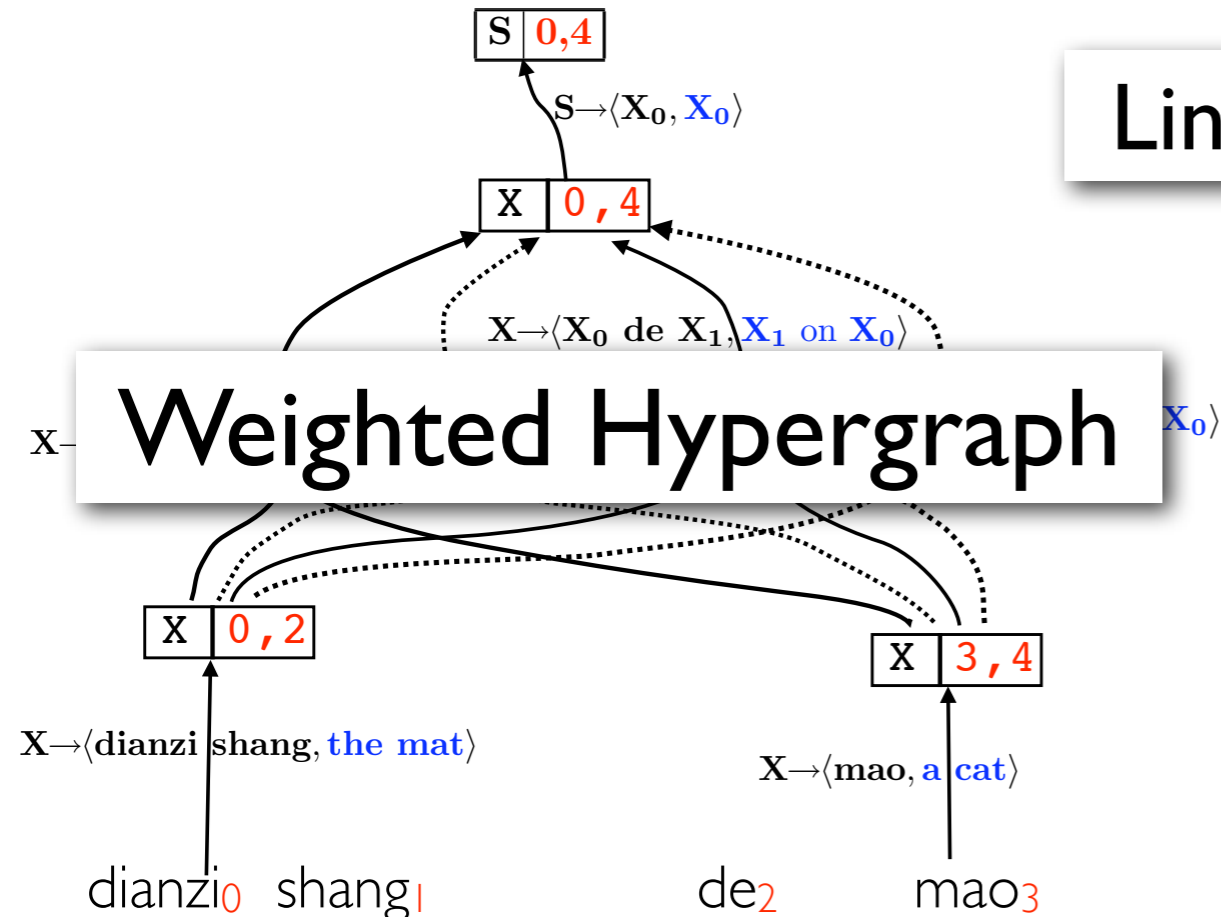 S 0,4
S→⟨X₀, X₀⟩
Lin
X 0,4
X→⟨X₀ de X₁, X₁ on X₀⟩
X→
Weighted Hypergraph
X₀⟩
X 0,2
X 3,4
X→⟨dianzi shang, the mat⟩
X→⟨mao, a cat⟩
dianzi₀ shang₁ de₂ mao₃